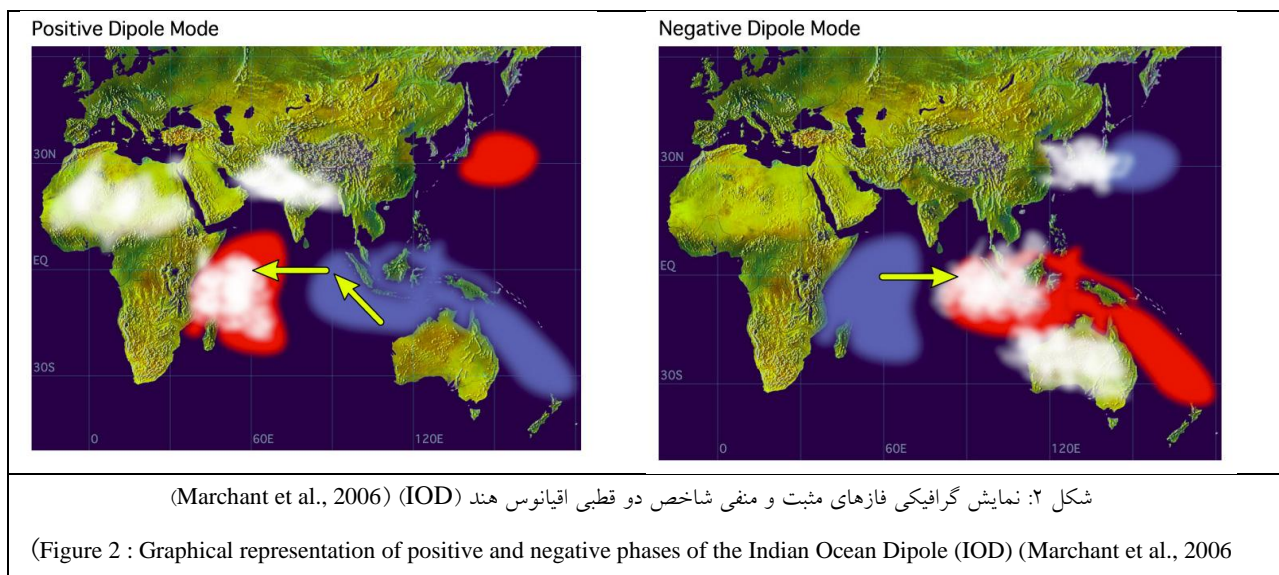 Positive Dipole Mode
30N
EQ
30S
0
60E
120E
Negative Dipole Mode
30N
EQ
30S
0
60E
120E
شکل ۲: نمایش گرافیکی فازهای مثبت و منفی شاخص دو قطبی اقیانوس هند (IOD) (Marchant et al., 2006)
(Figure 2 : Graphical representation of positive and negative phases of the Indian Ocean Dipole (IOD) (Marchant et al., 2006